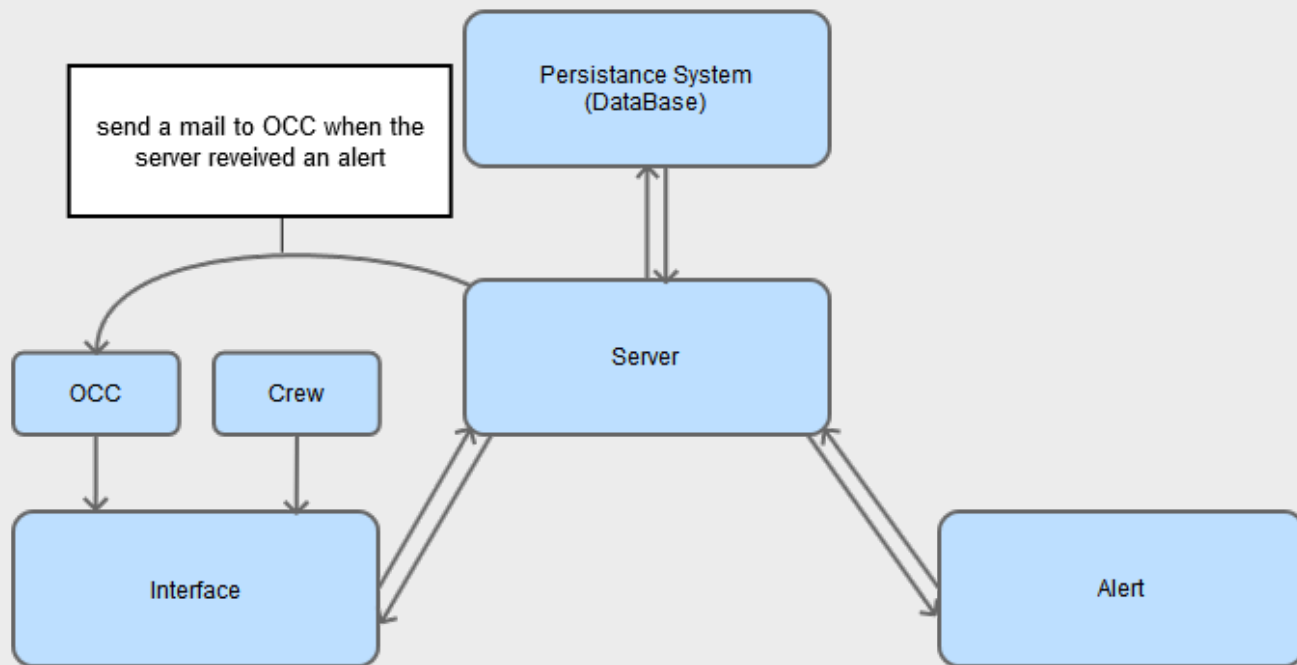 Persistance System
(DataBase)
send a mail to OCC when the
server reveived an alert
Server
OCC
Crew
Interface
Alert